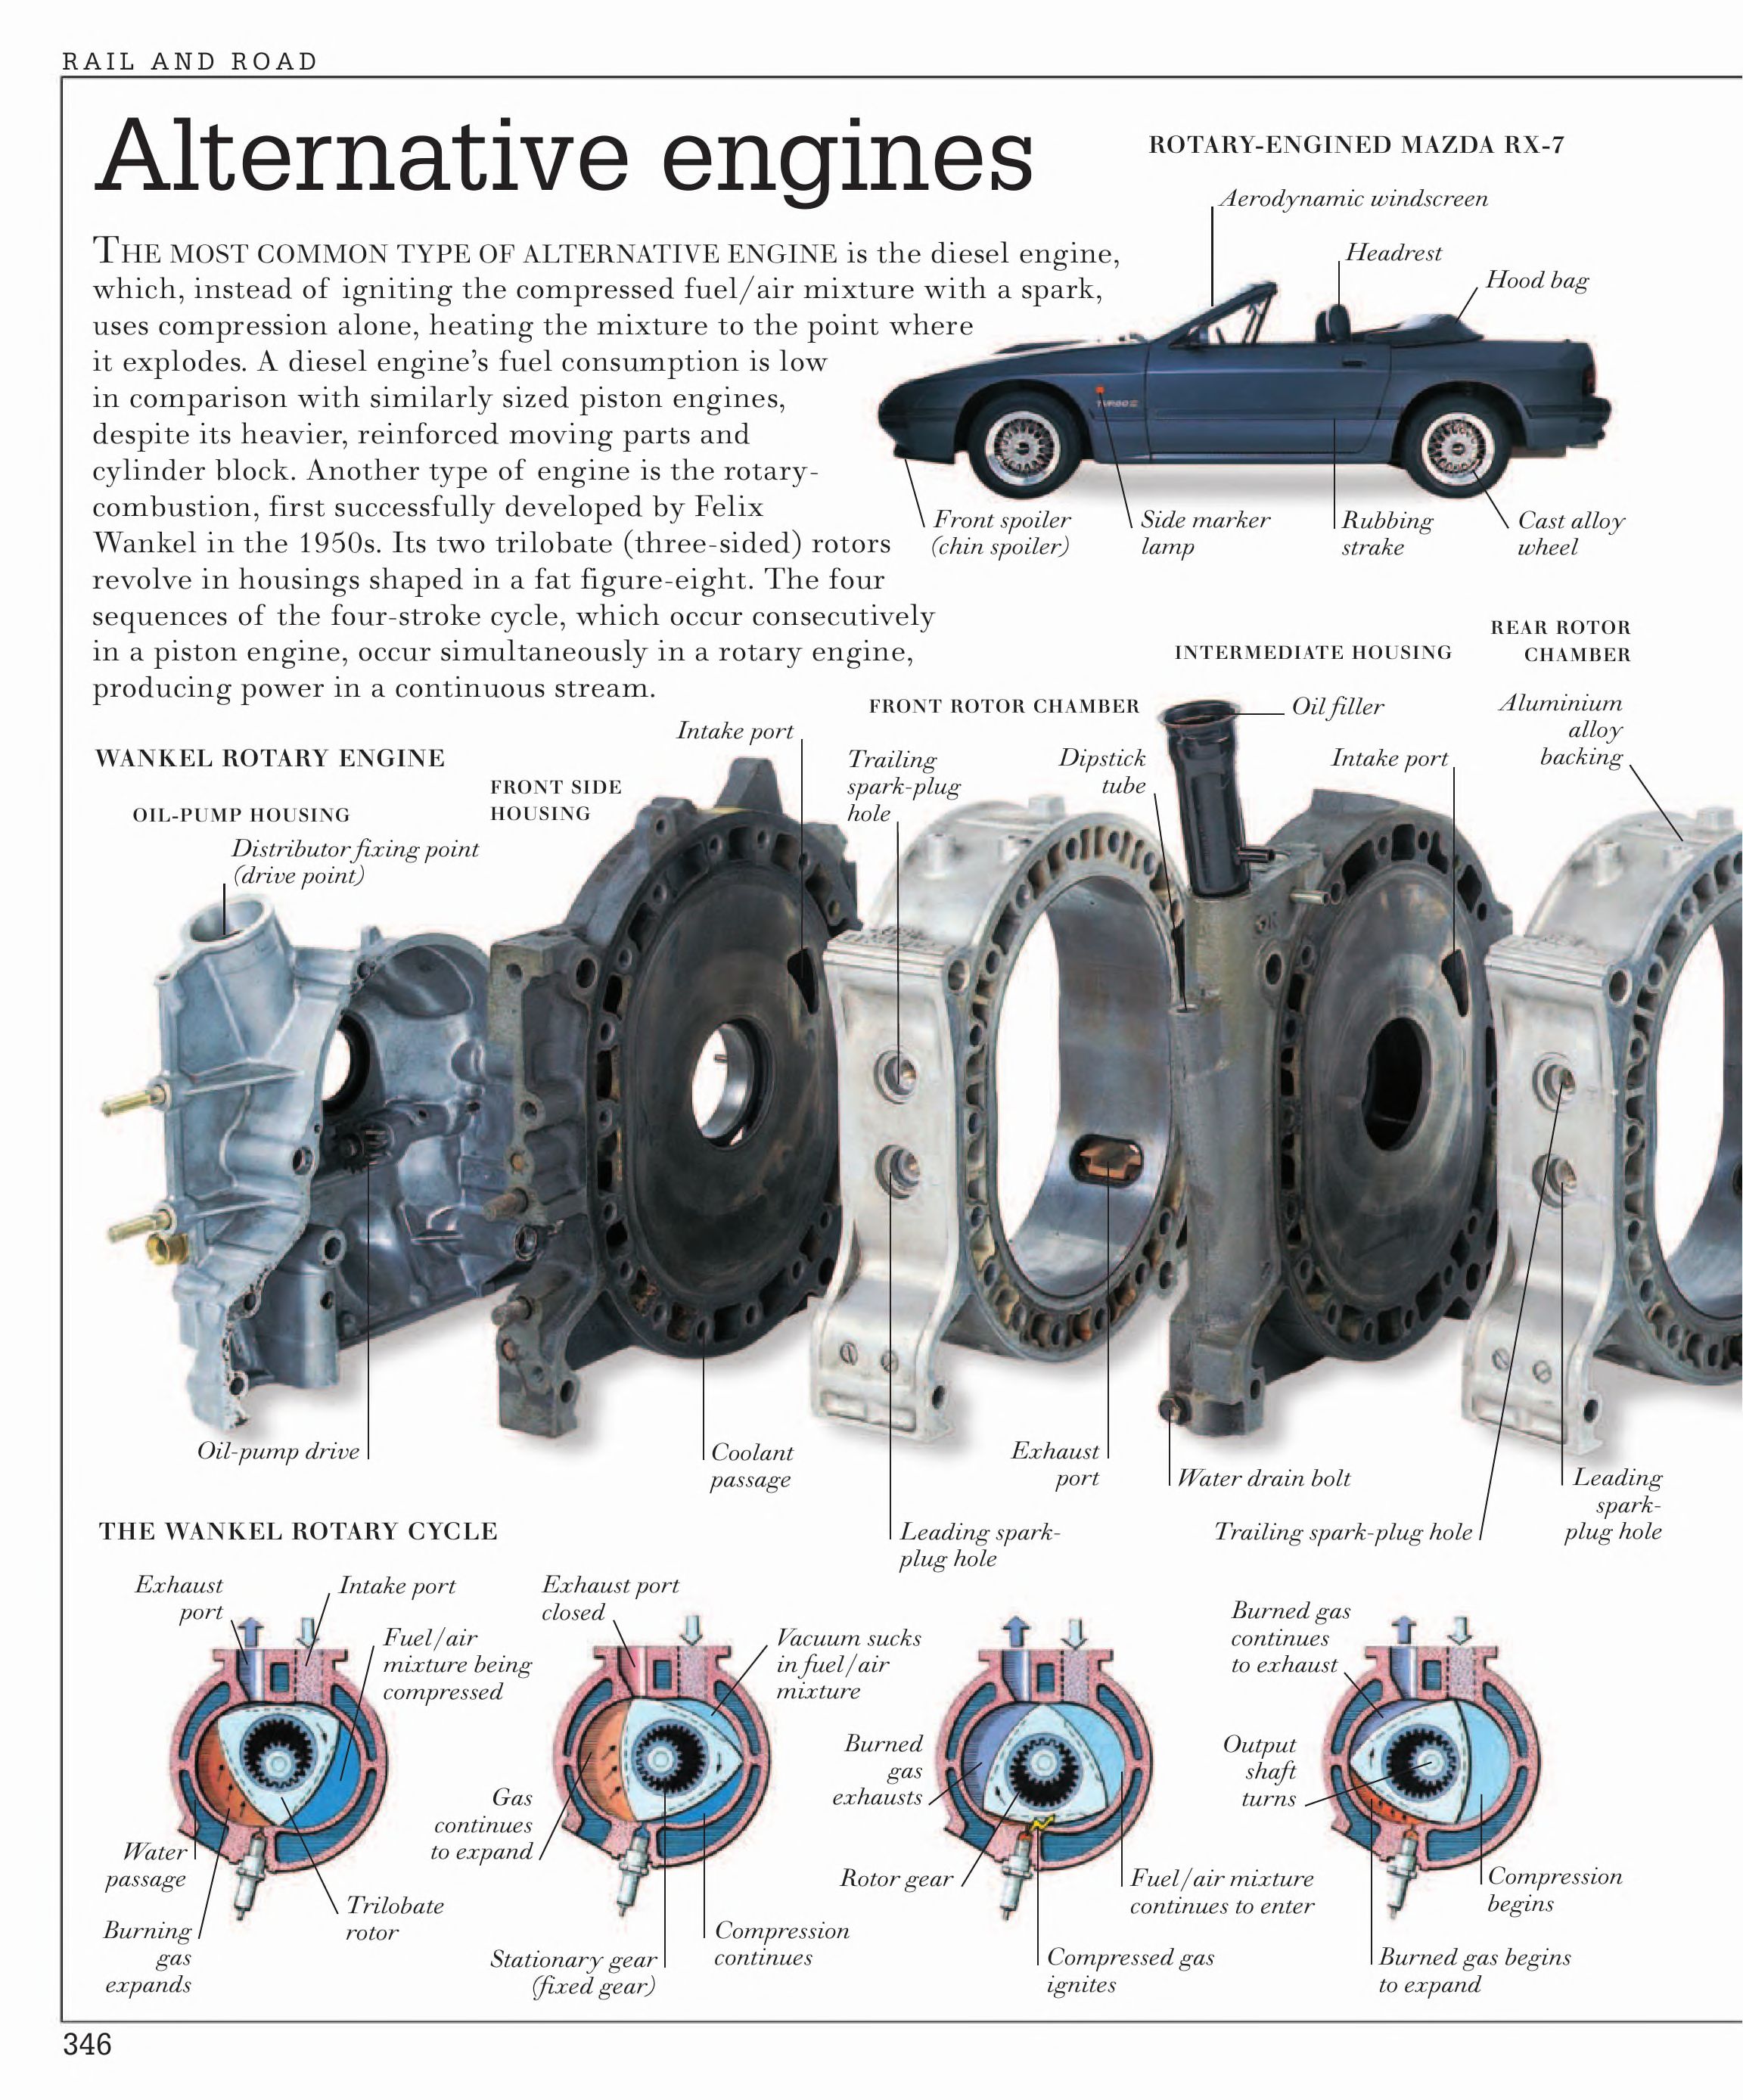 RAIL AND ROAD
Alternative engines
THE MOST COMMON TYPE OF ALTERNATIVE ENGINE is the diesel engine,
which, instead of igniting the compressed fuel/air mixture with a spark,
uses compression alone, heating the mixture to the point where
it explodes. A diesel engine's fuel consumption is low
in comparison with similarly sized piston engines,
despite its heavier, reinforced moving parts and
cylinder block. Another type of engine is the rotary-
combustion, first successfully developed by Felix
Wankel in the 1950s. Its two trilobate (three-sided) rotors
revolve in housings shaped in a fat figure-eight. The four
sequences of the four-stroke cycle, which occur consecutively
in a piston engine, occur simultaneously in a rotary engine,
producing power in a continuous stream.
ROTARY-ENGINED MAZDA RX-7
Aerodynamic windscreen
Headrest
Hood bag
TURBO II
Front spoiler
(chin spoiler)
Side marker
lamp
Rubbing
strake
Cast alloy
wheel
WANKEL ROTARY ENGINE
OIL-PUMP HOUSING
Distributor fixing point
(drive point)
FRONT SIDE
HOUSING
Intake port
FRONT ROTOR CHAMBER
Trailing
spark-plug
hole
Dipstick
tube
INTERMEDIATE HOUSING
Oil filler
Intake port
REAR ROTOR
CHAMBER
Aluminium
alloy
backing
Oil-pump drive
Coolant
passage
Leading spark-
plug hole
Exhaust
port
Water drain bolt
Trailing spark-plug hole
Leading
spark-
plug hole
THE WANKEL ROTARY CYCLE
Exhaust
port
Intake port
Fuel/air
mixture being
compressed
Water
passage
Burning
gas
expands
Trilobate
rotor
Exhaust port
closed
Vacuum sucks
in fuel/air
mixture
Gas
continues
to expand
Stationary gear
(fixed gear)
Compression
continues
Burned
gas
exhausts
Rotor gear
Fuel/air mixture
continues to enter
Compressed gas
ignites
Burned gas
continues
to exhaust
Output
shaft
turns
Compression
begins
Burned gas begins
to expand
346